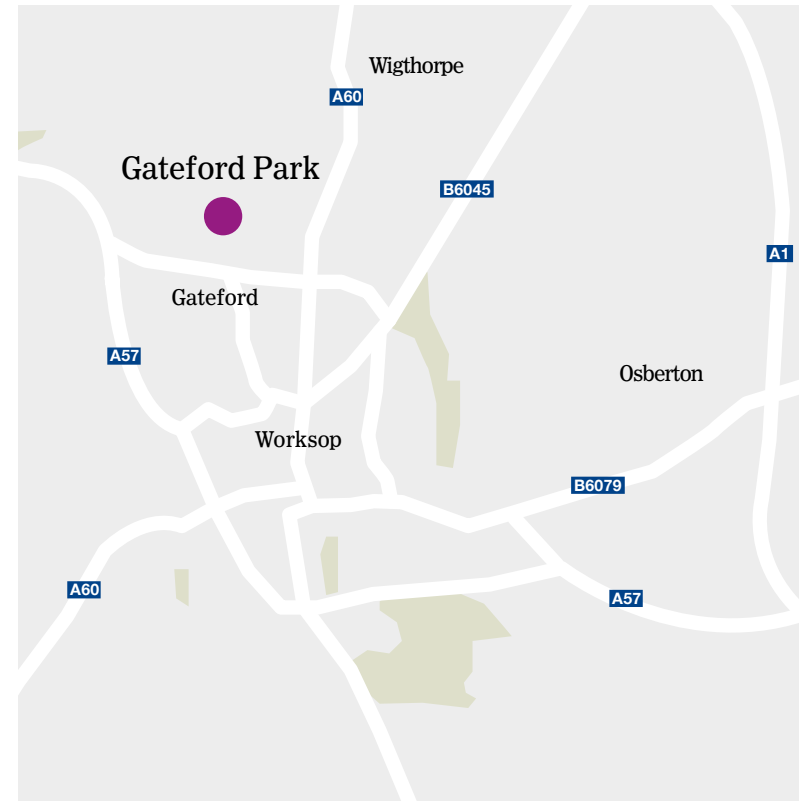 Wigthorpe
A60
Gateford Park
B6045
A1
Gateford
A57
Osberton
Worksop
B6079
A60
A57